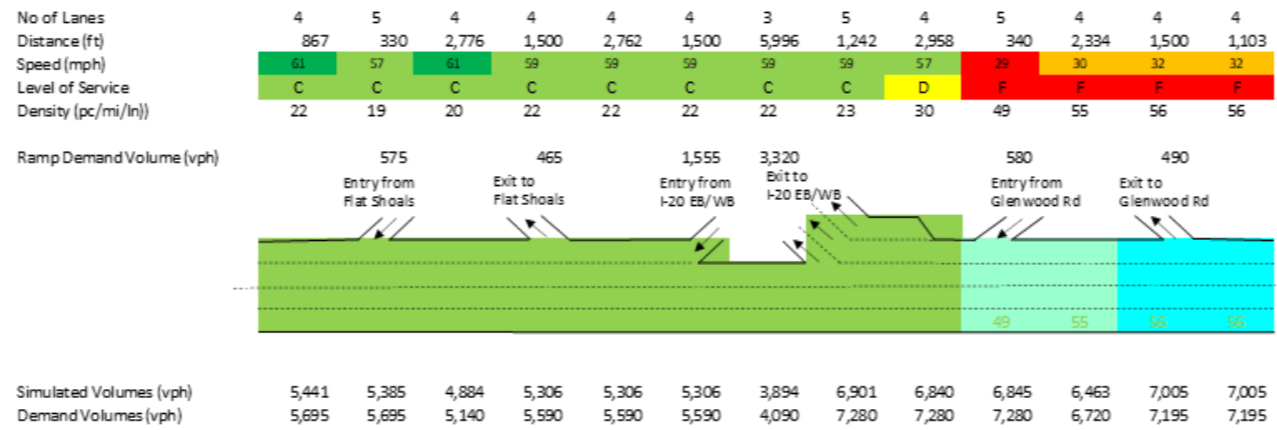 No of Lanes 4 5 4 4 4 4 3 5 4 5 4 4 4
Distance (ft) 867 330 2,776 1,500 2,762 1,500 5,996 1,242 2,958 340 2,334 1,500 1,103
Speed (mph) 61 57 61 59 59 59 59 59 57 29 30 32 32
Level of Service C C C C C C C C D F F F F
Density (pc/mi/ln)) 22 19 20 22 22 22 22 23 30 49 55 56 56
Ramp Demand Volume (vph) 575 465 1,555 3,320 580 490
Entry from
Flat Shoals
Exit to
Flat Shoals
Entry from
I-20 EB/WB
Exit to
I-20 EB/WB
Entry from
Glenwood Rd
Exit to
Glenwood Rd
49 55 56 56
Simulated Volumes (vph) 5,441 5,385 4,884 5,306 5,306 5,306 3,894 6,901 6,840 6,845 6,463 7,005 7,005
Demand Volumes (vph) 5,695 5,695 5,140 5,590 5,590 5,590 4,090 7,280 7,280 7,280 6,720 7,195 7,195